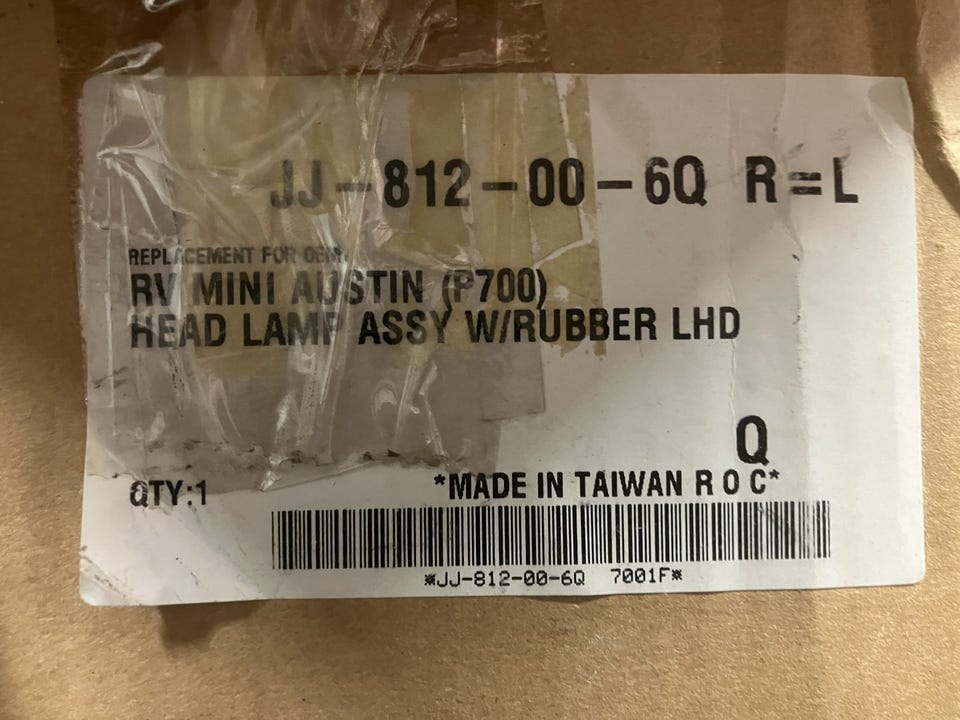 JJ-812-00-6Q R=L
REPLACEMENT FOR OEM:
RV MINI AUSTIN (P700)
HEAD LAMP ASSY W/RUBBER LHD
Q
QTY:1
*MADE IN TAIWAN R O C*
*JJ-812-00-6Q 7001F*